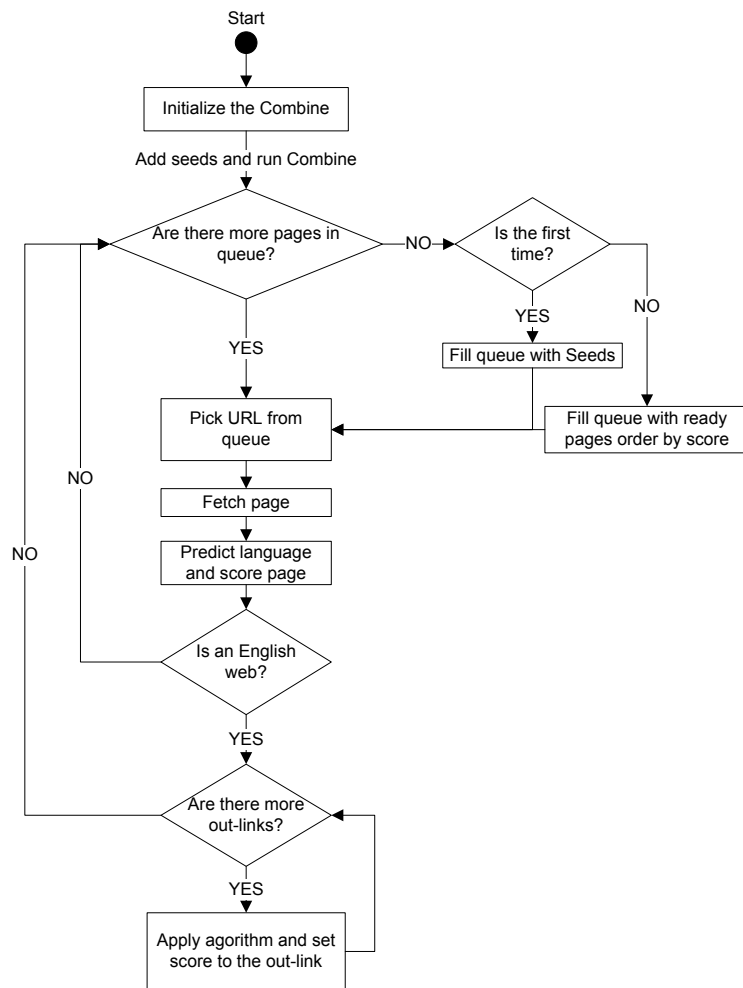 Start
Initialize the Combine
Add seeds and run Combine
Are there more pages in
queue?
NO
Is the first
time?
YES
NO
YES
Fill queue with Seeds
Pick URL from
queue
Fill queue with ready
pages order by score
NO
Fetch page
NO
Predict language
and score page
Is an English
web?
YES
Are there more
out-links?
YES
Apply agorithm and set
score to the out-link